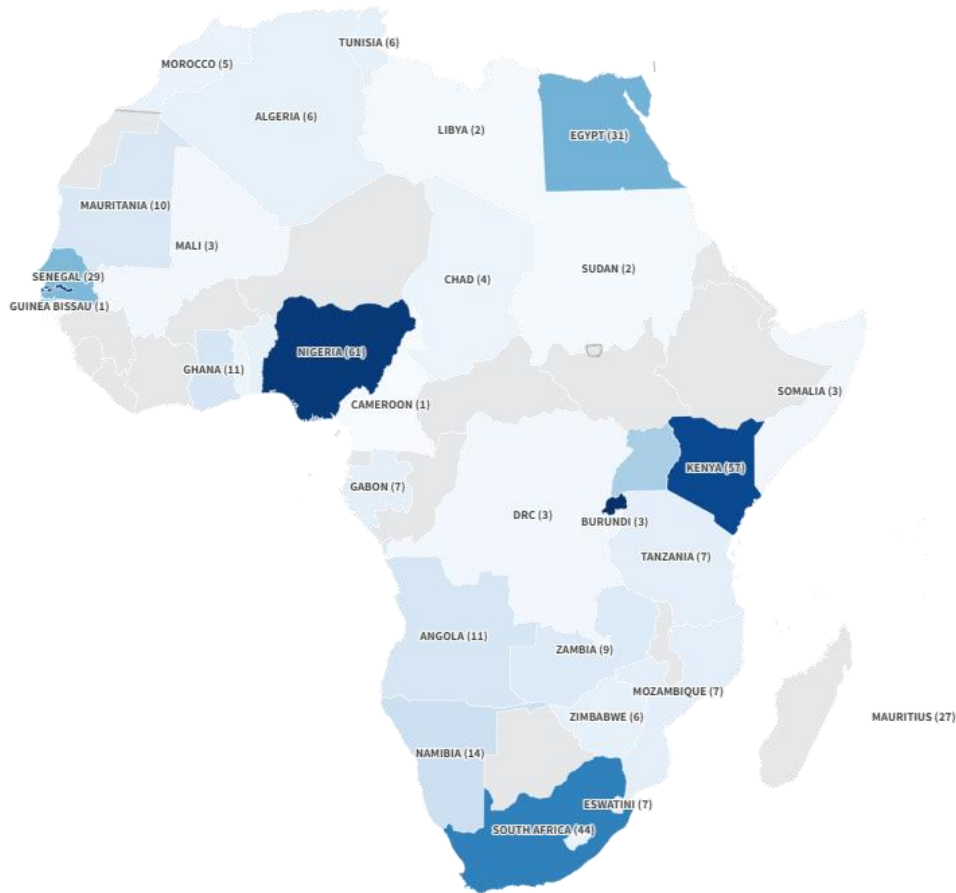 TUNISIA (6)
MOROCCO (5)
ALGERIA (6)
LIBYA (2)
EGYPT (31)
MAURITANIA (10)
MALI (3)
SENEGAL (29)
CHAD (4)
SUDAN (2)
GUINEA BISSAU (1)
NIGERIA (61)
GHANA (11)
CAMEROON (1)
SOMALIA (3)
KENYA (57)
GABON (7)
DRC (3)
BURUNDI (3)
TANZANIA (7)
ANGOLA (11)
ZAMBIA (9)
MOZAMBIQUE (7)
ZIMBABWE (6)
MAURITIUS (27)
NAMIBIA (14)
ESWATINI (7)
SOUTH AFRICA (44)